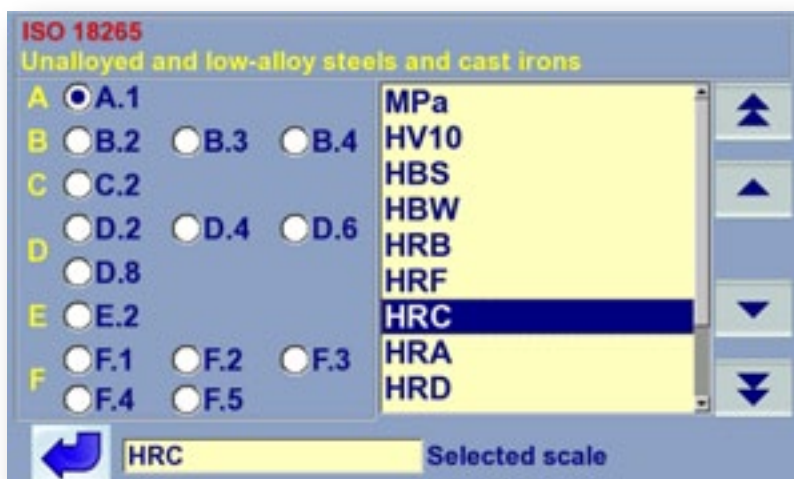 ISO 18265
Unalloyed and low-alloy steels and cast irons
A A.1
B B.2 B.3 B.4
C C.2
D D.2 D.4 D.6
D.8
E E.2
F F.1 F.2 F.3
F.4 F.5
MPa
HV10
HBS
HBW
HRB
HRF
HRC
HRA
HRD
HRC Selected scale